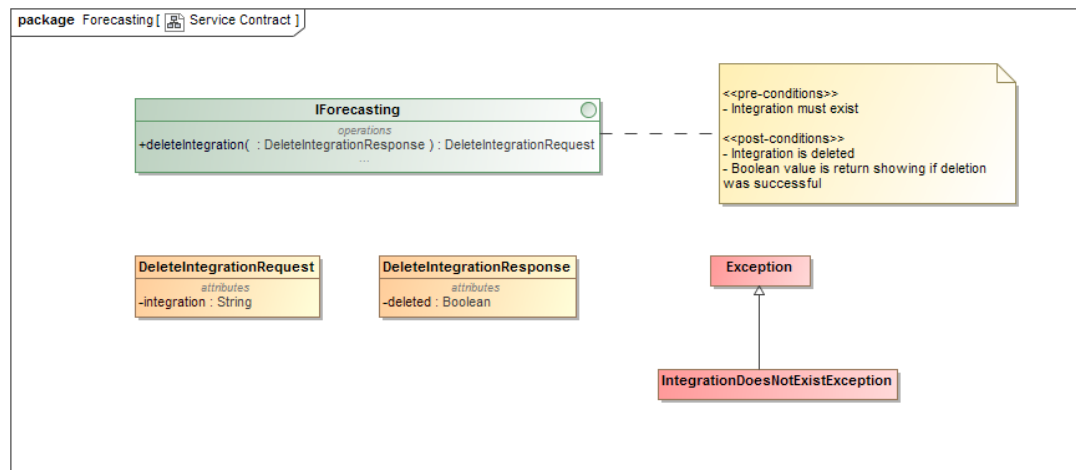 package Forecasting [ Service Contract ]
IForecasting
operations
+deleteIntegration( : DeleteIntegrationResponse ) : DeleteIntegrationRequest
...
<<pre-conditions>>
- Integration must exist
<<post-conditions>>
- Integration is deleted
- Boolean value is return showing if deletion
was successful
DeleteIntegrationRequest
attributes
-integration : String
DeleteIntegrationResponse
attributes
-deleted : Boolean
Exception
IntegrationDoesNotExistException